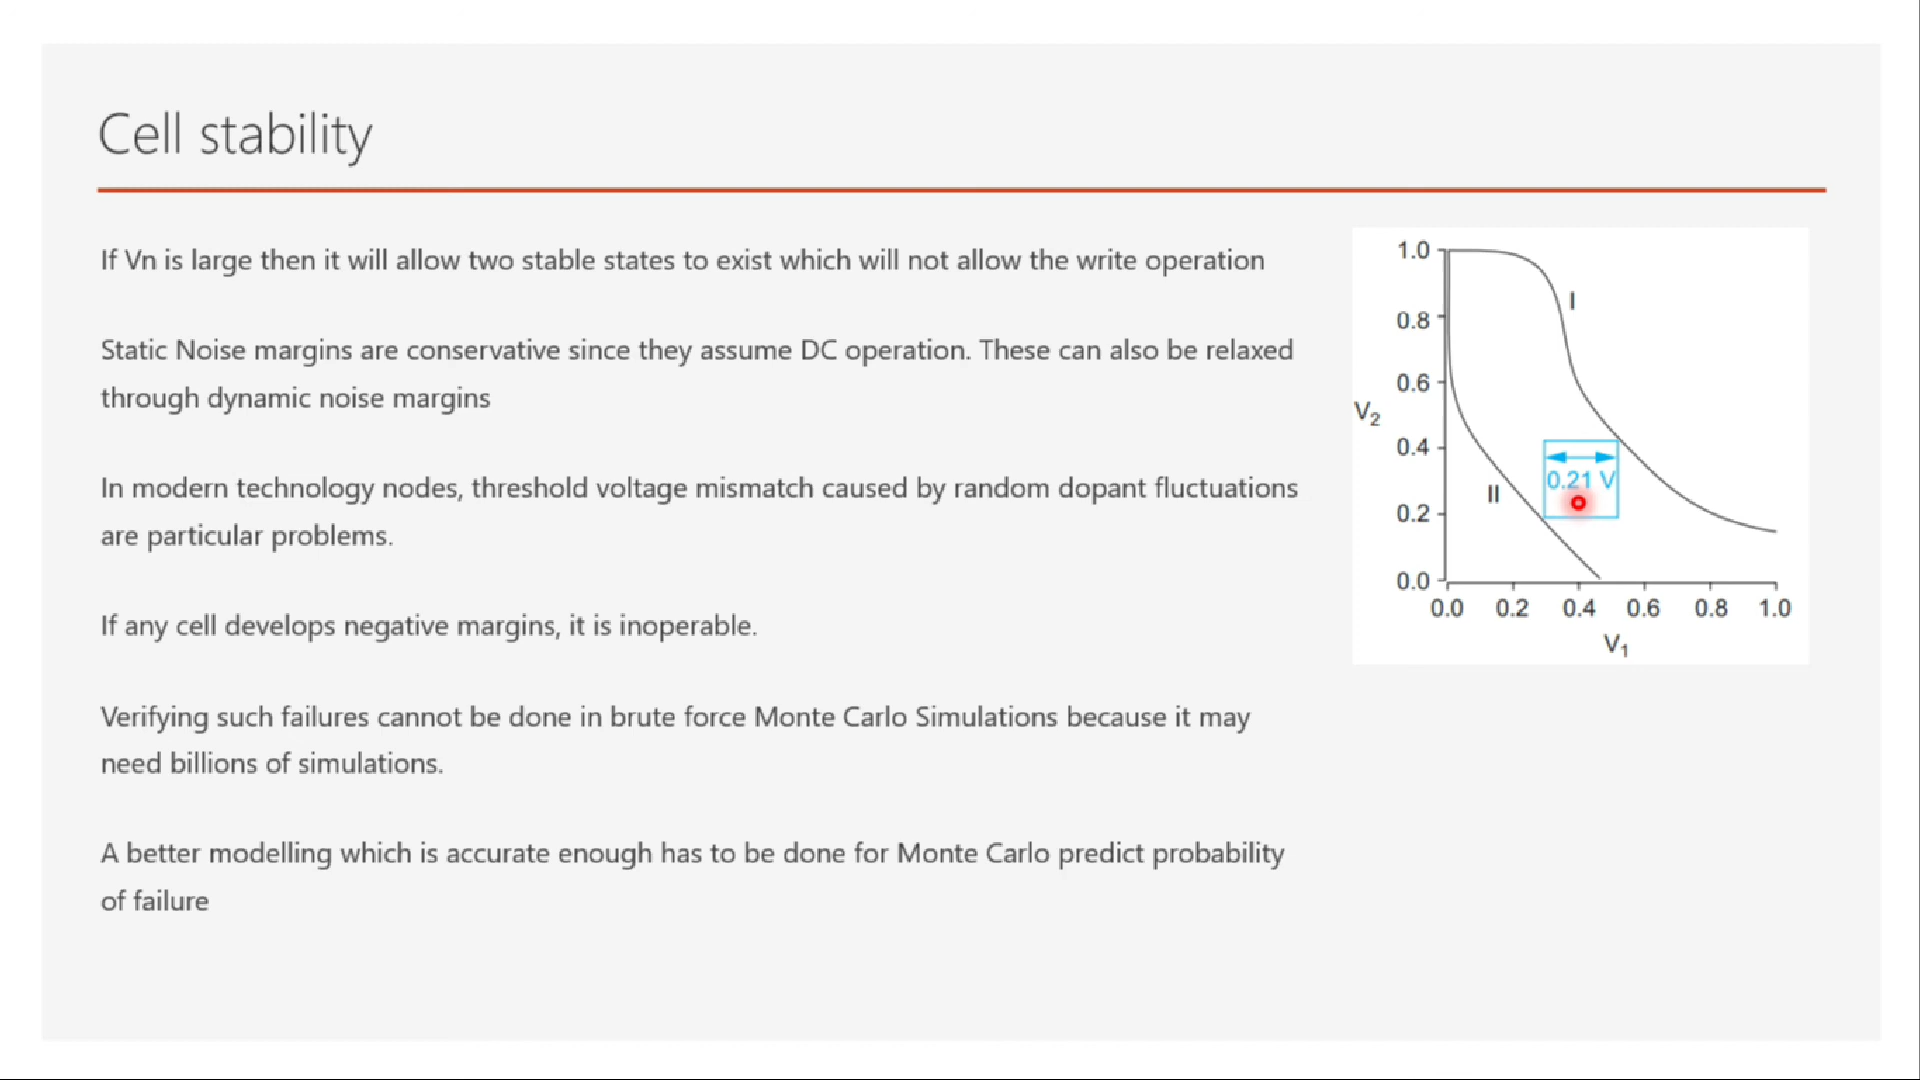 Cell stability
If Vn is large then it will allow two stable states to exist which will not allow the write operation
Static Noise margins are conservative since they assume DC operation. These can also be relaxed
through dynamic noise margins
In modern technology nodes, threshold voltage mismatch caused by random dopant fluctuations
are particular problems.
If any cell develops negative margins, it is inoperable.
Verifying such failures cannot be done in brute force Monte Carlo Simulations because it may
need billions of simulations.
A better modelling which is accurate enough has to be done for Monte Carlo predict probability
of failure
1.0
I
0.8
0.6
V₂
0.4
0.21 V
II
0.2
0.0
0.0 0.2 0.4 0.6 0.8 1.0
V₁